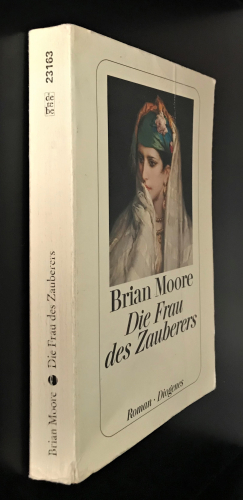 Brian Moore
Die Frau
des Zauberers
Roman · Diogenes
Brian Moore Die Frau des Zauberers
23163